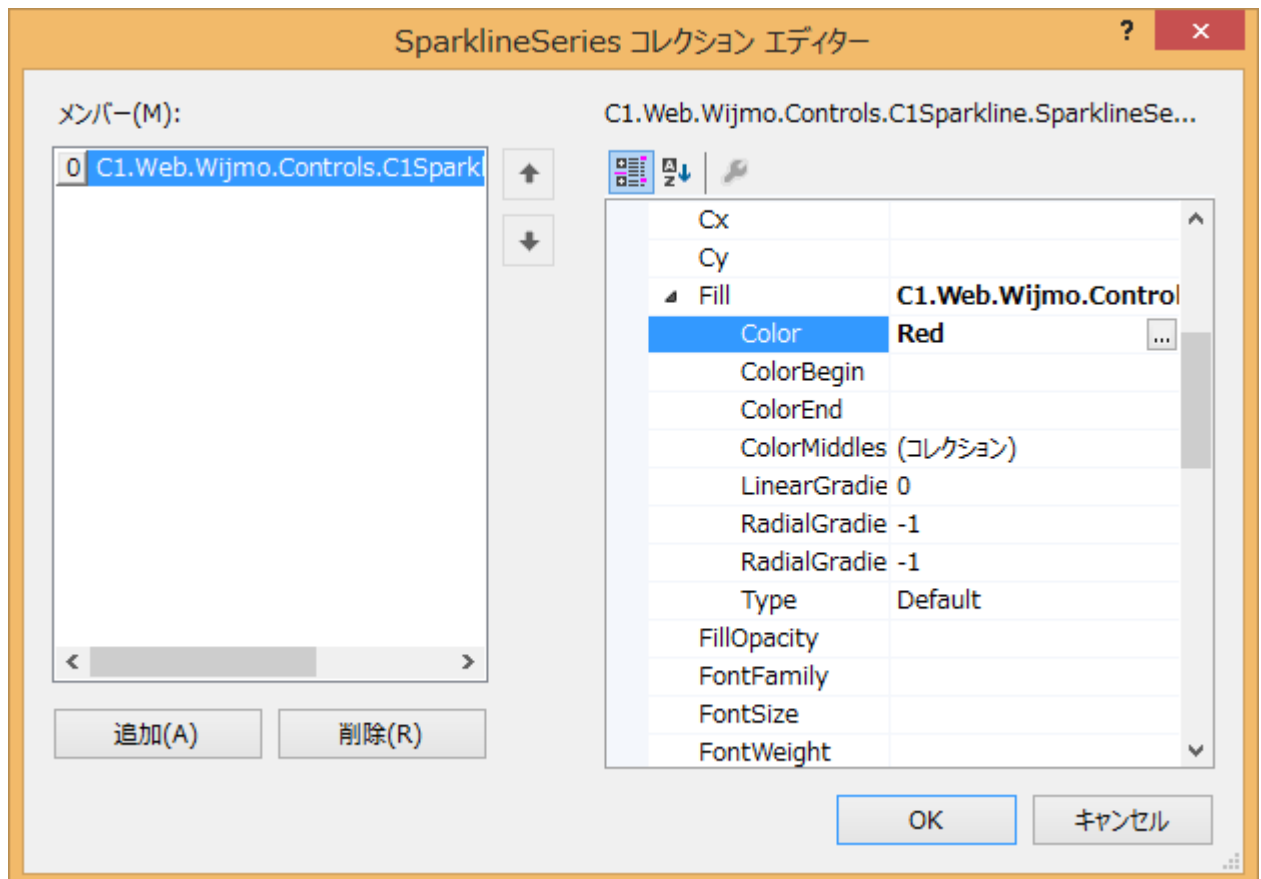 SparklineSeries コレクション エディター
?
メンバー(M):
0 C1.Web.Wijmo.Controls.C1Spark
追加(A) 削除(R)
C1.Web.Wijmo.Controls.C1Sparkline.SparklineSe...
Cx
Cy
Fill C1.Web.Wijmo.Control
Color Red ...
ColorBegin
ColorEnd
ColorMiddles (コレクション)
LinearGradie 0
RadialGradie -1
RadialGradie -1
Type Default
FillOpacity
FontFamily
FontSize
FontWeight
OK キャンセル